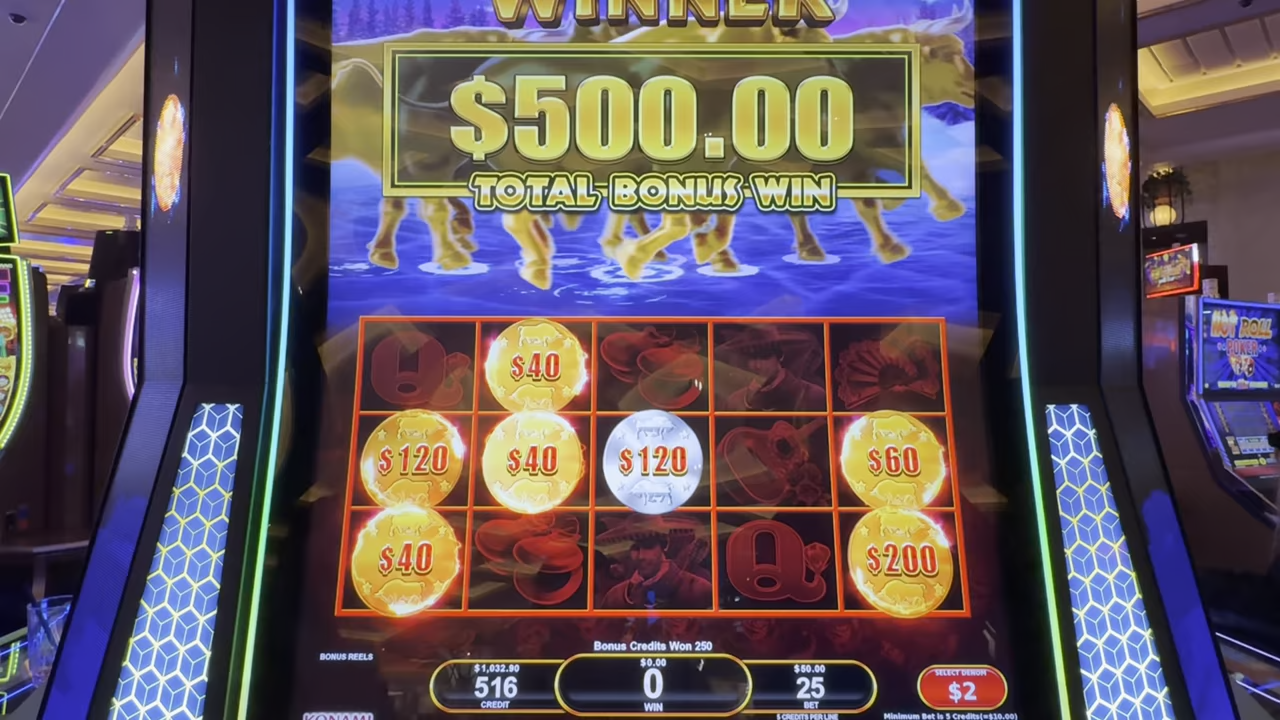 WINNER
$500.00
TOTAL BONUS WIN
Q
$40
$120
$40
$120
$60
$40
Q
$200
Bonus Credits Won 250
BONUS REELS
$1,032.90
516
CREDIT
$0.00
0
WIN
$50.00
25
BET
5 CREDITS PER LINE
SELECT DENOM
$2
Minimum Bet is 5 Credits(=$10.00)
KONAMI
HOT ROLL
POKER